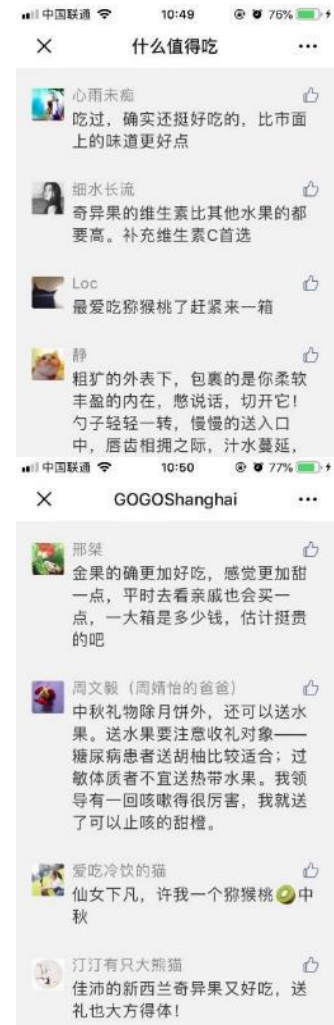 中国联通 10:49 76%
什么值得吃
心雨未痴
吃过，确实还挺好吃的，比市面
上的味道更好点
细水长流
奇异果的维生素比其他水果的都
要高。补充维生素C首选
Loc
最爱吃猕猴桃了赶紧来一箱
静
粗犷的外表下，包裹的是你柔软
丰盈的内在，憋说话，切开它！
勺子轻轻一转，慢慢的送入口
中，唇齿相拥之际，汁水蔓延，
中国联通 10:50 77%
GOGOShanghai
邢桀
金果的确更加好吃，感觉更加甜
一点，平时去看亲戚也会买一
点，一大箱是多少钱，估计挺贵
的吧
周文毅（周婧怡的爸爸）
中秋礼物除月饼外，还可以送水
果。送水果要注意收礼对象——
糖尿病患者送胡柚比较适合；过
敏体质者不宜送热带水果。我领
导有一回咳嗽得很厉害，我就送
了可以止咳的甜橙。
爱吃冷饮的猫
仙女下凡，许我一个猕猴桃🥝中
秋
汀汀有只大熊猫
佳沛的新西兰奇异果又好吃，送
礼也大方得体！